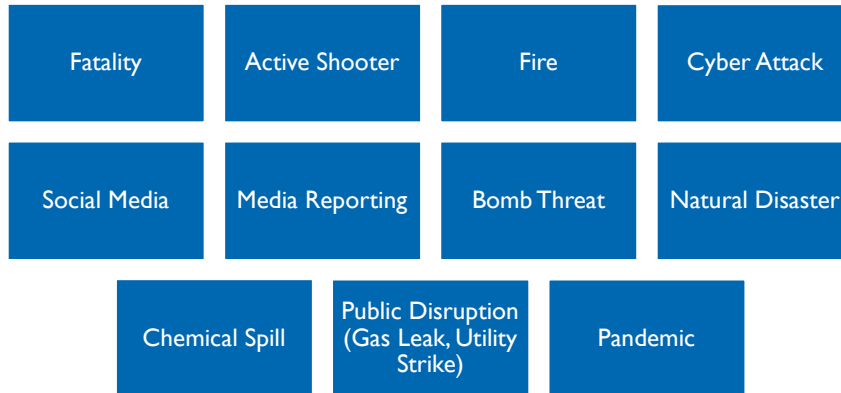 Fatality
Active Shooter
Fire
Cyber Attack
Social Media
Media Reporting
Bomb Threat
Natural Disaster
Chemical Spill
Public Disruption
(Gas Leak, Utility
Strike)
Pandemic